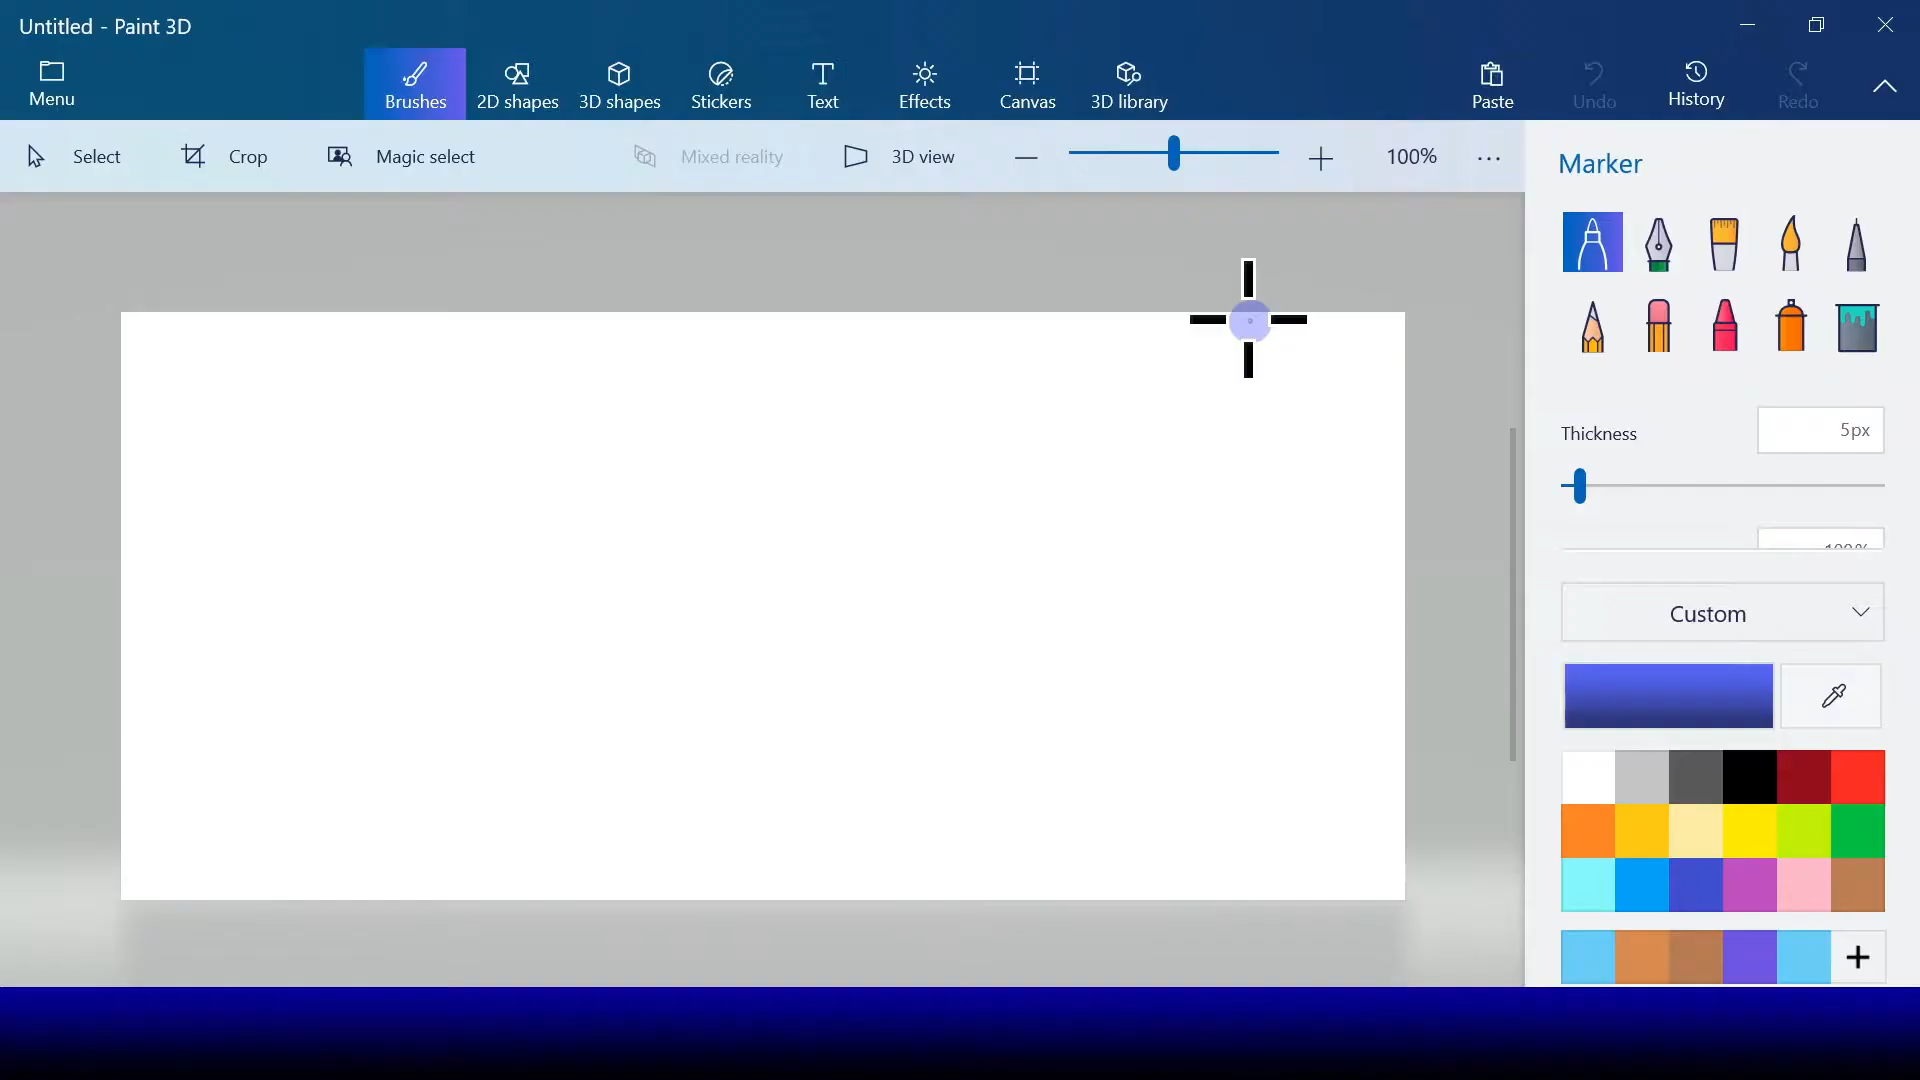 Untitled - Paint 3D
Menu
Brushes
2D shapes
3D shapes
Stickers
Text
Effects
Canvas
3D library
Paste
Undo
History
Redo
Select
Crop
Magic select
Mixed reality
3D view
100%
Marker
Thickness
5px
Custom